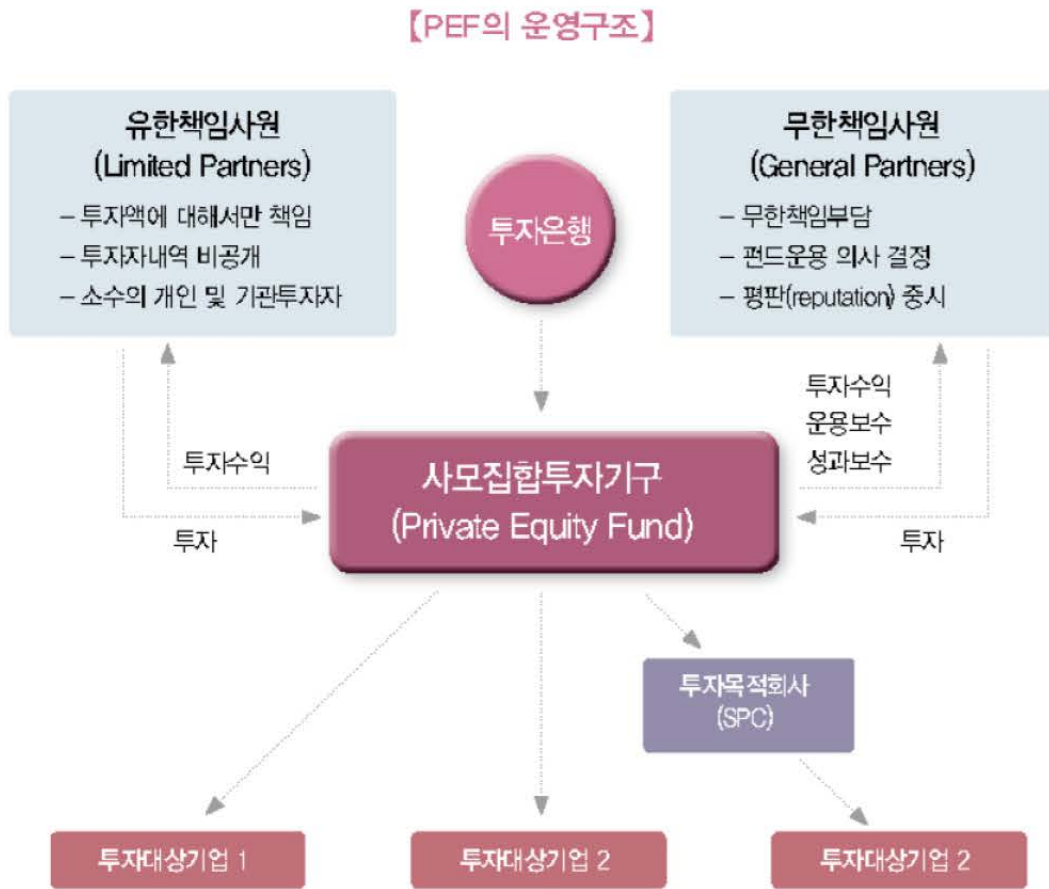 【PEF의 운영구조】
유한책임사원
(Limited Partners)
– 투자액에 대해서만 책임
– 투자자내역 비공개
– 소수의 개인 및 기관투자자
투자은행
무한책임사원
(General Partners)
– 무한책임부담
– 펀드운용 의사 결정
– 평판(reputation) 중시
투자수익
투자
투자수익
운용보수
성과보수
투자
사모집합투자기구
(Private Equity Fund)
투자목적회사
(SPC)
투자대상기업 1
투자대상기업 2
투자대상기업 2